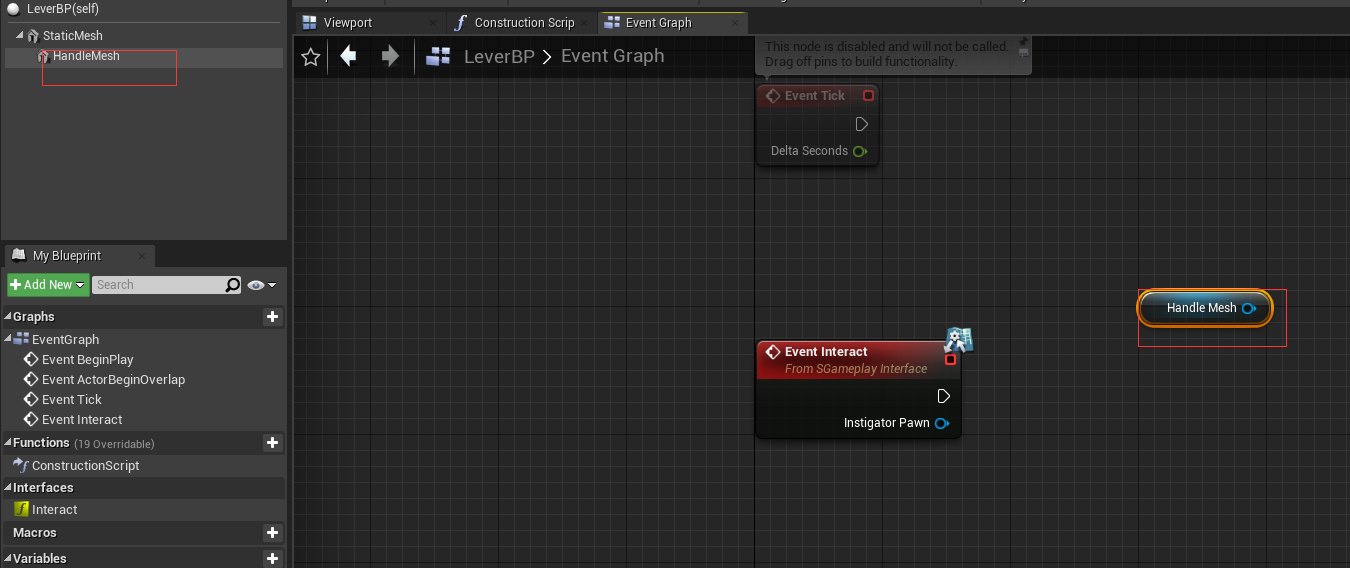 LeverBP(self)
StaticMesh
HandleMesh
My Blueprint
Add New
Search
Graphs
EventGraph
Event BeginPlay
Event ActorBeginOverlap
Event Tick
Event Interact
Functions (19 Overridable)
ConstructionScript
Interfaces
Interact
Macros
Variables
Viewport
Construction Scrip
Event Graph
LeverBP > Event Graph
This node is disabled and will not be called.
Drag off pins to build functionality.
Event Tick
Delta Seconds
Event Interact
From SGameplay Interface
Instigator Pawn
Handle Mesh